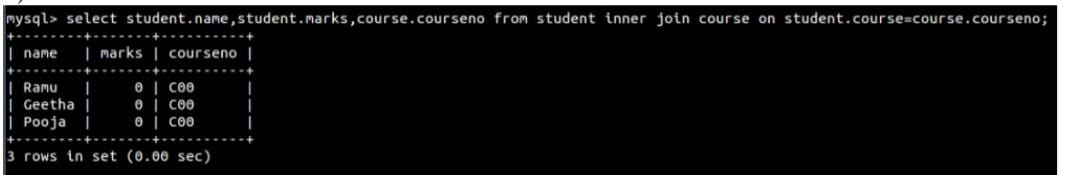 mysql> select student.name,student.marks,course.courseno from student inner join course on student.course=course.courseno;
+--------+-------+----------+
| name   | marks | courseno |
+--------+-------+----------+
| Ramu   |     0 | C00      |
| Geetha |     0 | C00      |
| Pooja  |     0 | C00      |
+--------+-------+----------+
3 rows in set (0.00 sec)